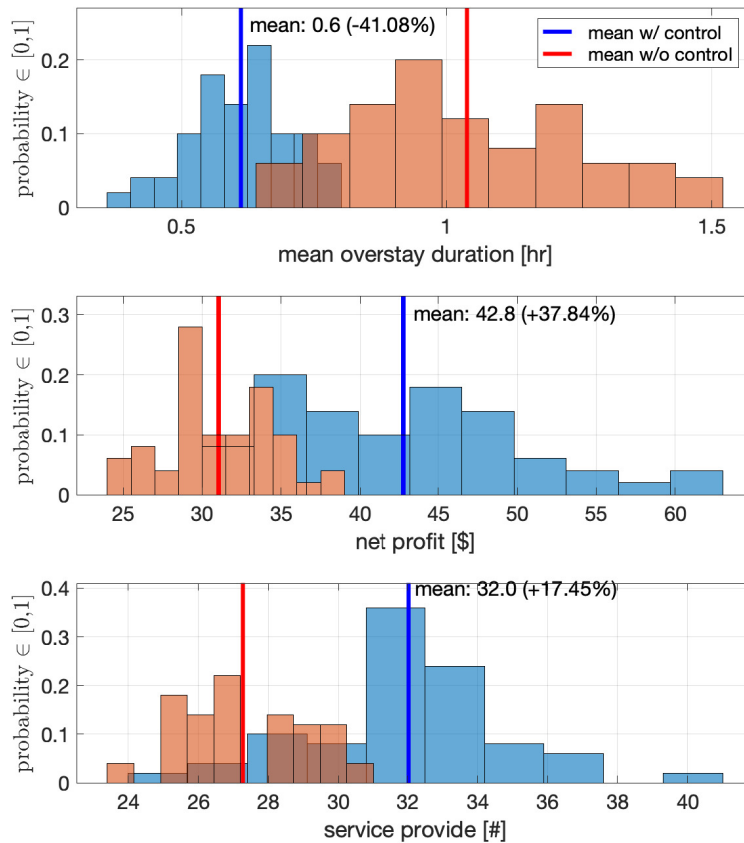 mean: 0.6 (-41.08%)
mean w/ control
mean w/o control
probability ∈ [0,1]
0.2
0.1
0
0.5
1
1.5
mean overstay duration [hr]
mean: 42.8 (+37.84%)
probability ∈ [0,1]
0.3
0.2
0.1
0
25 30 35 40 45 50 55 60
net profit [$]
mean: 32.0 (+17.45%)
probability ∈ [0,1]
0.4
0.3
0.2
0.1
0
24 26 28 30 32 34 36 38 40
service provide [#]